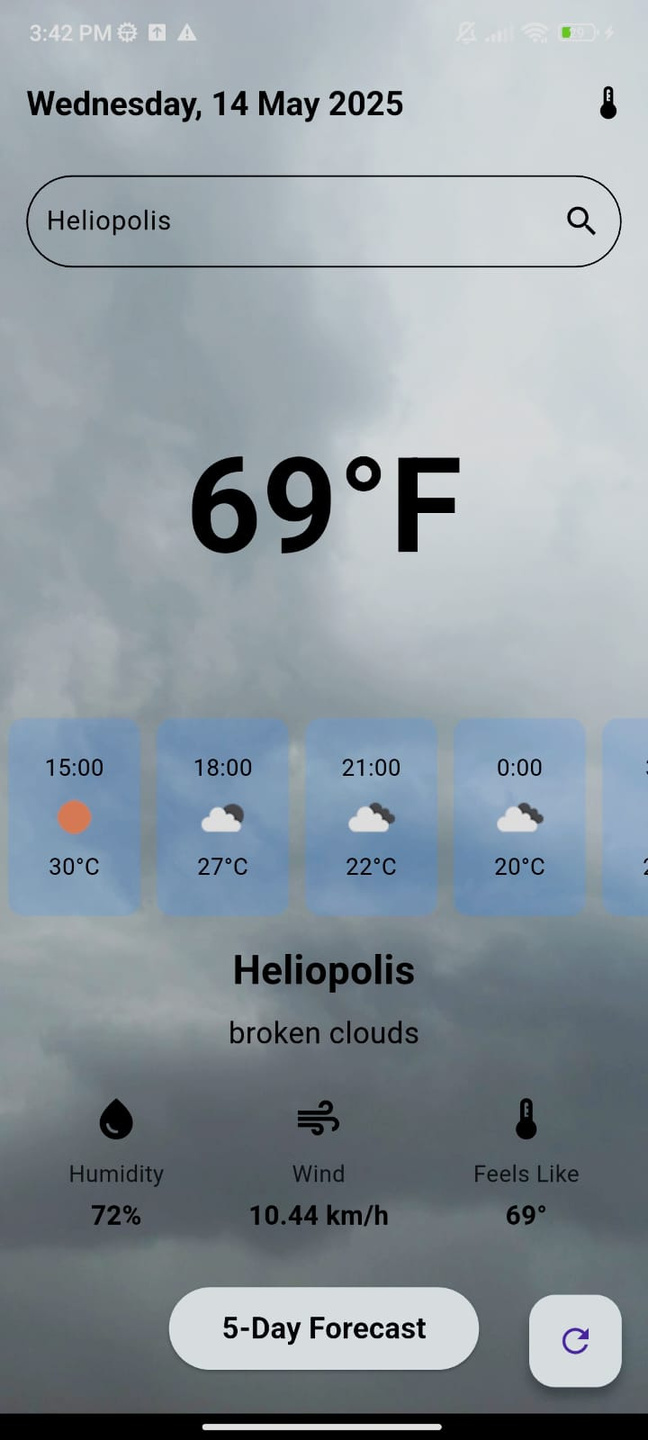 3:42 PM
Wednesday, 14 May 2025
Heliopolis
69°F
15:00 18:00 21:00 0:00
30°C 27°C 22°C 20°C
Heliopolis
broken clouds
Humidity Wind Feels Like
72% 10.44 km/h 69°
5-Day Forecast